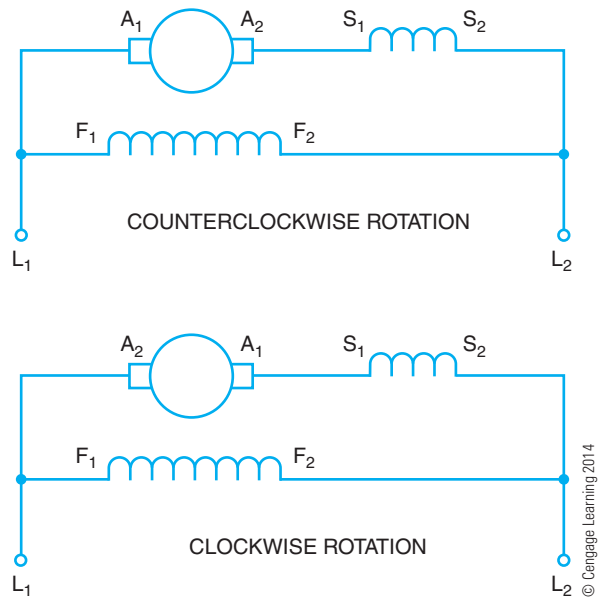 A₁ A₂ S₁ S₂
F₁ F₂
COUNTERCLOCKWISE ROTATION
L₁ L₂
A₂ A₁ S₁ S₂
F₁ F₂
CLOCKWISE ROTATION
L₁ L₂
© Cengage Learning 2014